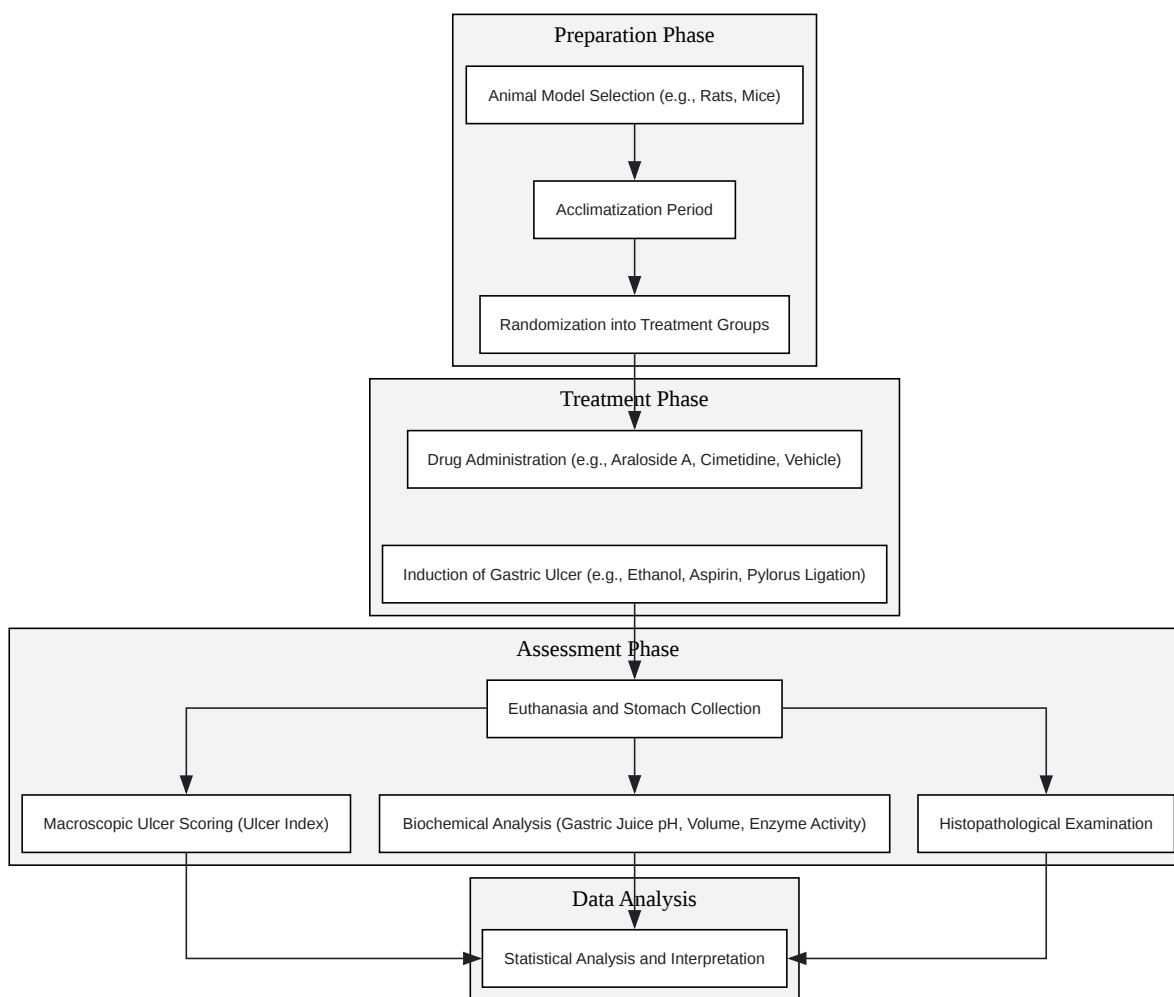 Preparation Phase
Animal Model Selection (e.g., Rats, Mice)
Acclimatization Period
Randomization into Treatment Groups
Treatment Phase
Drug Administration (e.g., Araloside A, Cimetidine, Vehicle)
Induction of Gastric Ulcer (e.g., Ethanol, Aspirin, Pylorus Ligation)
Assessment Phase
Euthanasia and Stomach Collection
Macroscopic Ulcer Scoring (Ulcer Index)
Biochemical Analysis (Gastric Juice pH, Volume, Enzyme Activity)
Histopathological Examination
Data Analysis
Statistical Analysis and Interpretation